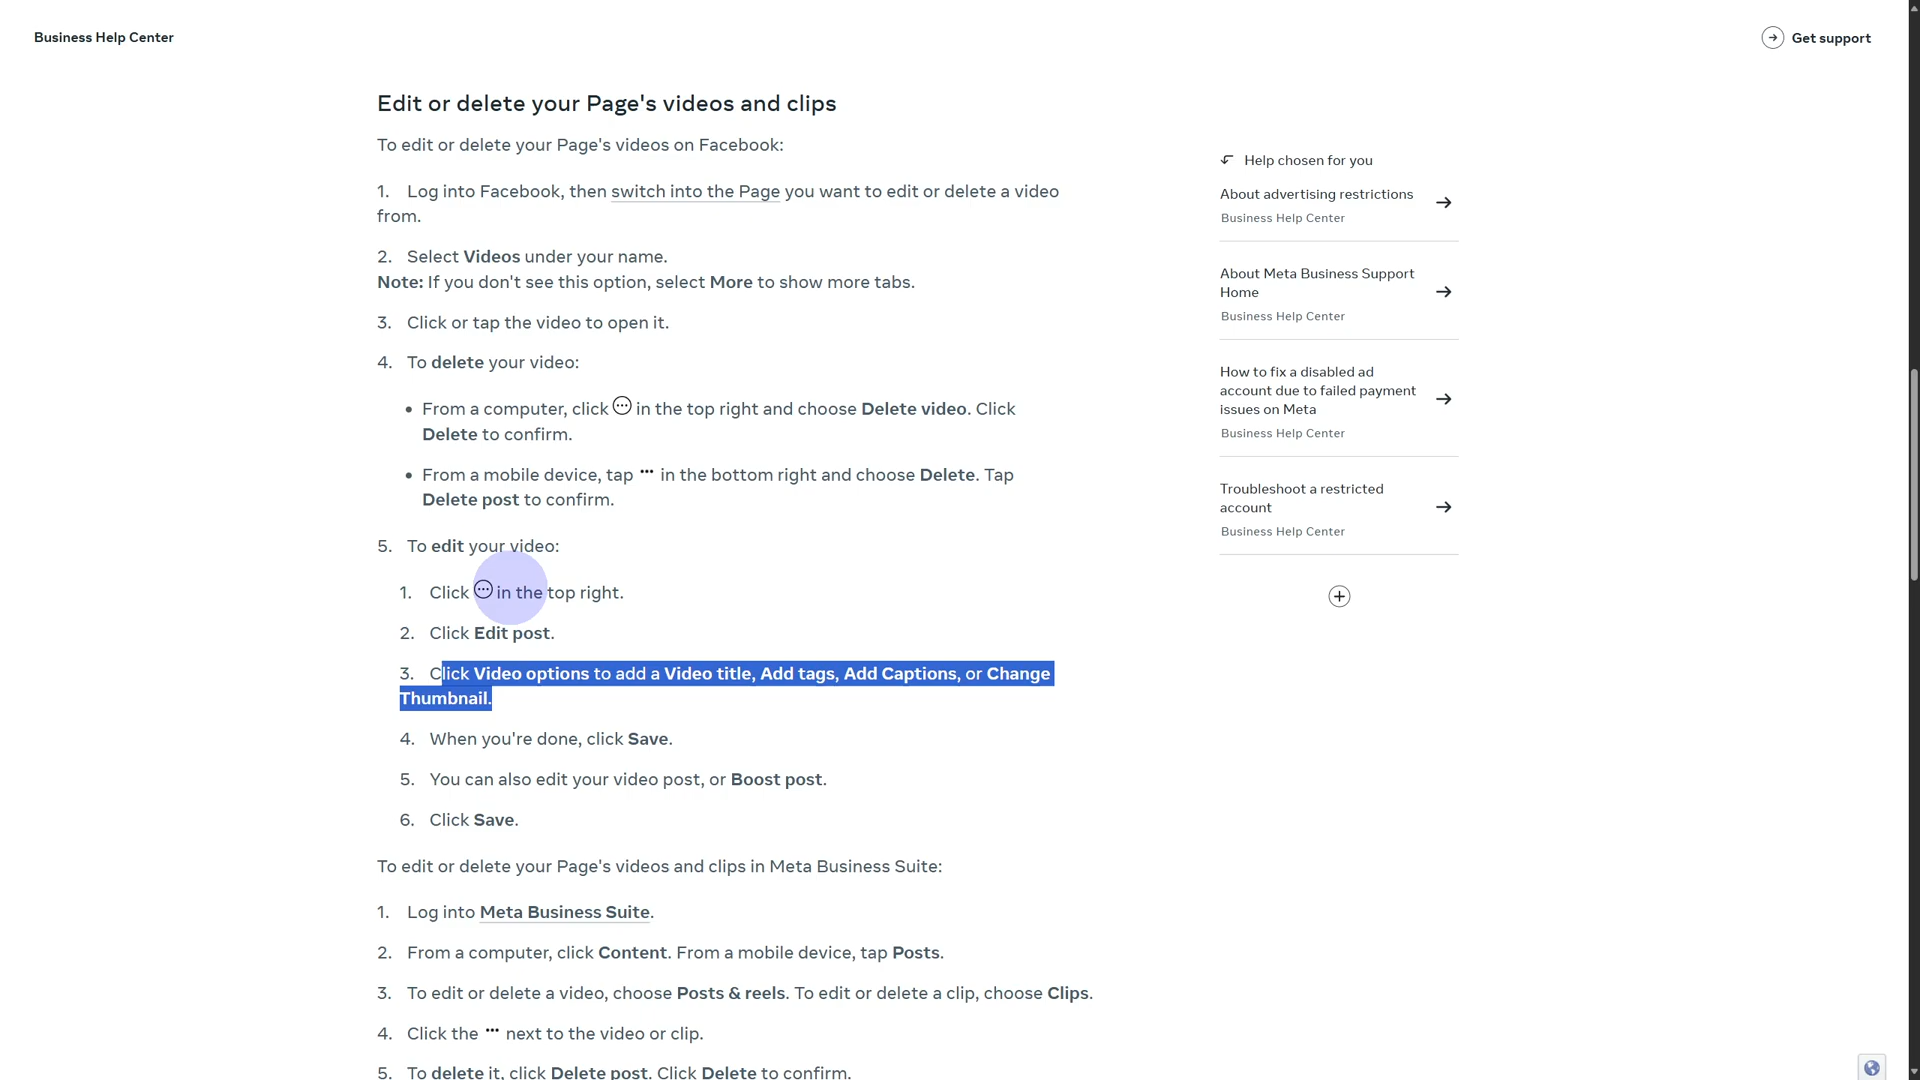 Business Help Center
Get support
Edit or delete your Page's videos and clips
To edit or delete your Page's videos on Facebook:
1. Log into Facebook, then switch into the Page you want to edit or delete a video
from.
2. Select Videos under your name.
Note: If you don't see this option, select More to show more tabs.
3. Click or tap the video to open it.
4. To delete your video:
• From a computer, click in the top right and choose Delete video. Click
Delete to confirm.
• From a mobile device, tap ••• in the bottom right and choose Delete. Tap
Delete post to confirm.
5. To edit your video:
1. Click in the top right.
2. Click Edit post.
3. Click Video options to add a Video title, Add tags, Add Captions, or Change
Thumbnail.
4. When you're done, click Save.
5. You can also edit your video post, or Boost post.
6. Click Save.
To edit or delete your Page's videos and clips in Meta Business Suite:
1. Log into Meta Business Suite.
2. From a computer, click Content. From a mobile device, tap Posts.
3. To edit or delete a video, choose Posts & reels. To edit or delete a clip, choose Clips.
4. Click the ••• next to the video or clip.
5. To delete it, click Delete post. Click Delete to confirm.
Help chosen for you
About advertising restrictions
Business Help Center
About Meta Business Support
Home
Business Help Center
How to fix a disabled ad
account due to failed payment
issues on Meta
Business Help Center
Troubleshoot a restricted
account
Business Help Center